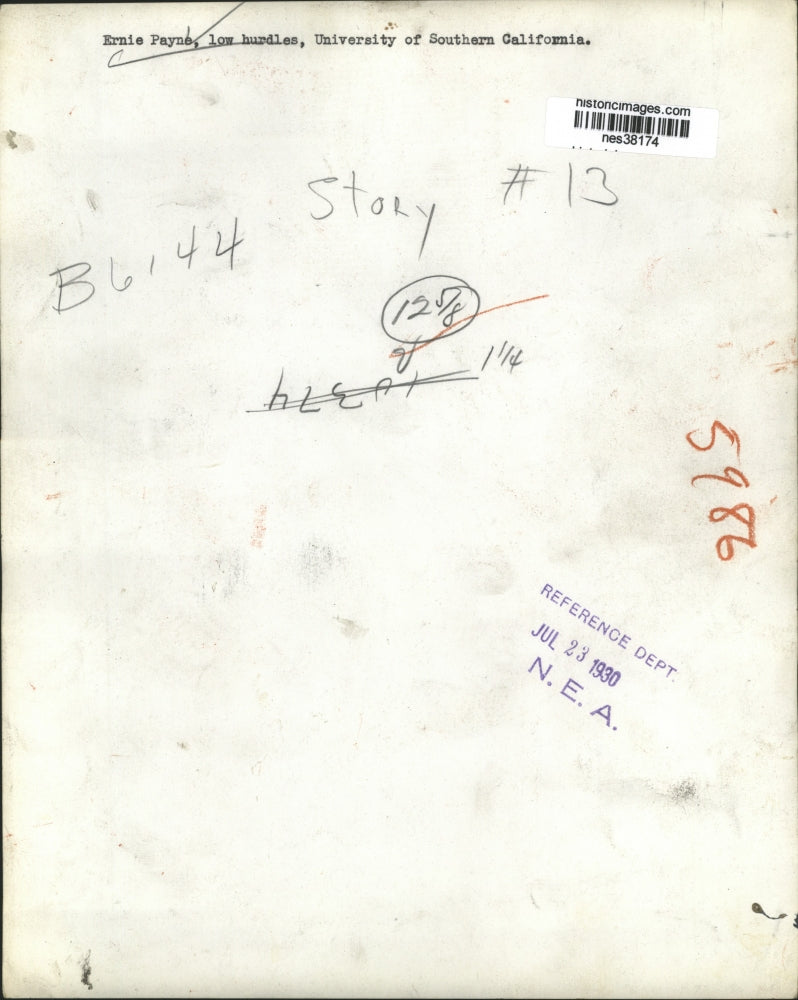 Ernie Payne, low hurdles, University of Southern California.
historicimages.com
nes38174
Story # 13
B6144
12 5/8
1 1/4
5986
REFERENCE DEPT.
JUL 23 1930
N. E. A.